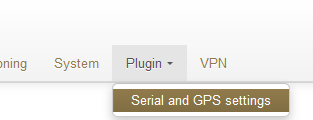 oning System Plugin VPN
Serial and GPS settings